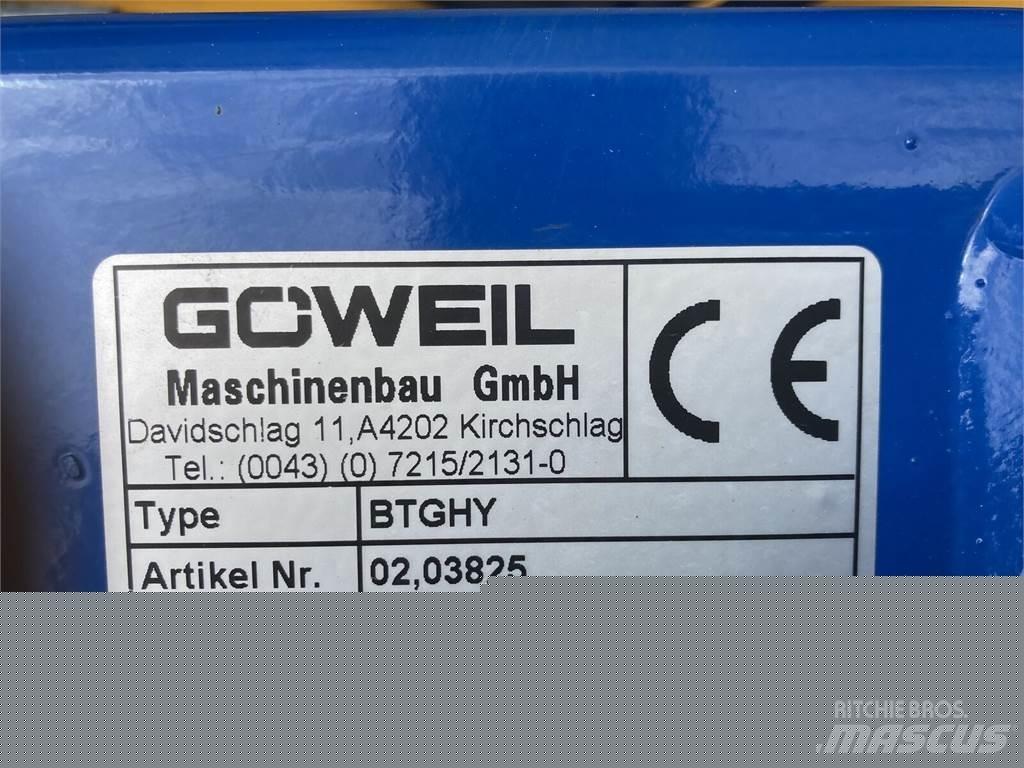 GÖWEIL
Maschinenbau GmbH
Davidschlag 11,A4202 Kirchschlag
Tel.: (0043) (0) 7215/2131-0
CE
Type BTGHY
Artikel Nr. 02,03825
RITCHIE BROS.
MASCUS